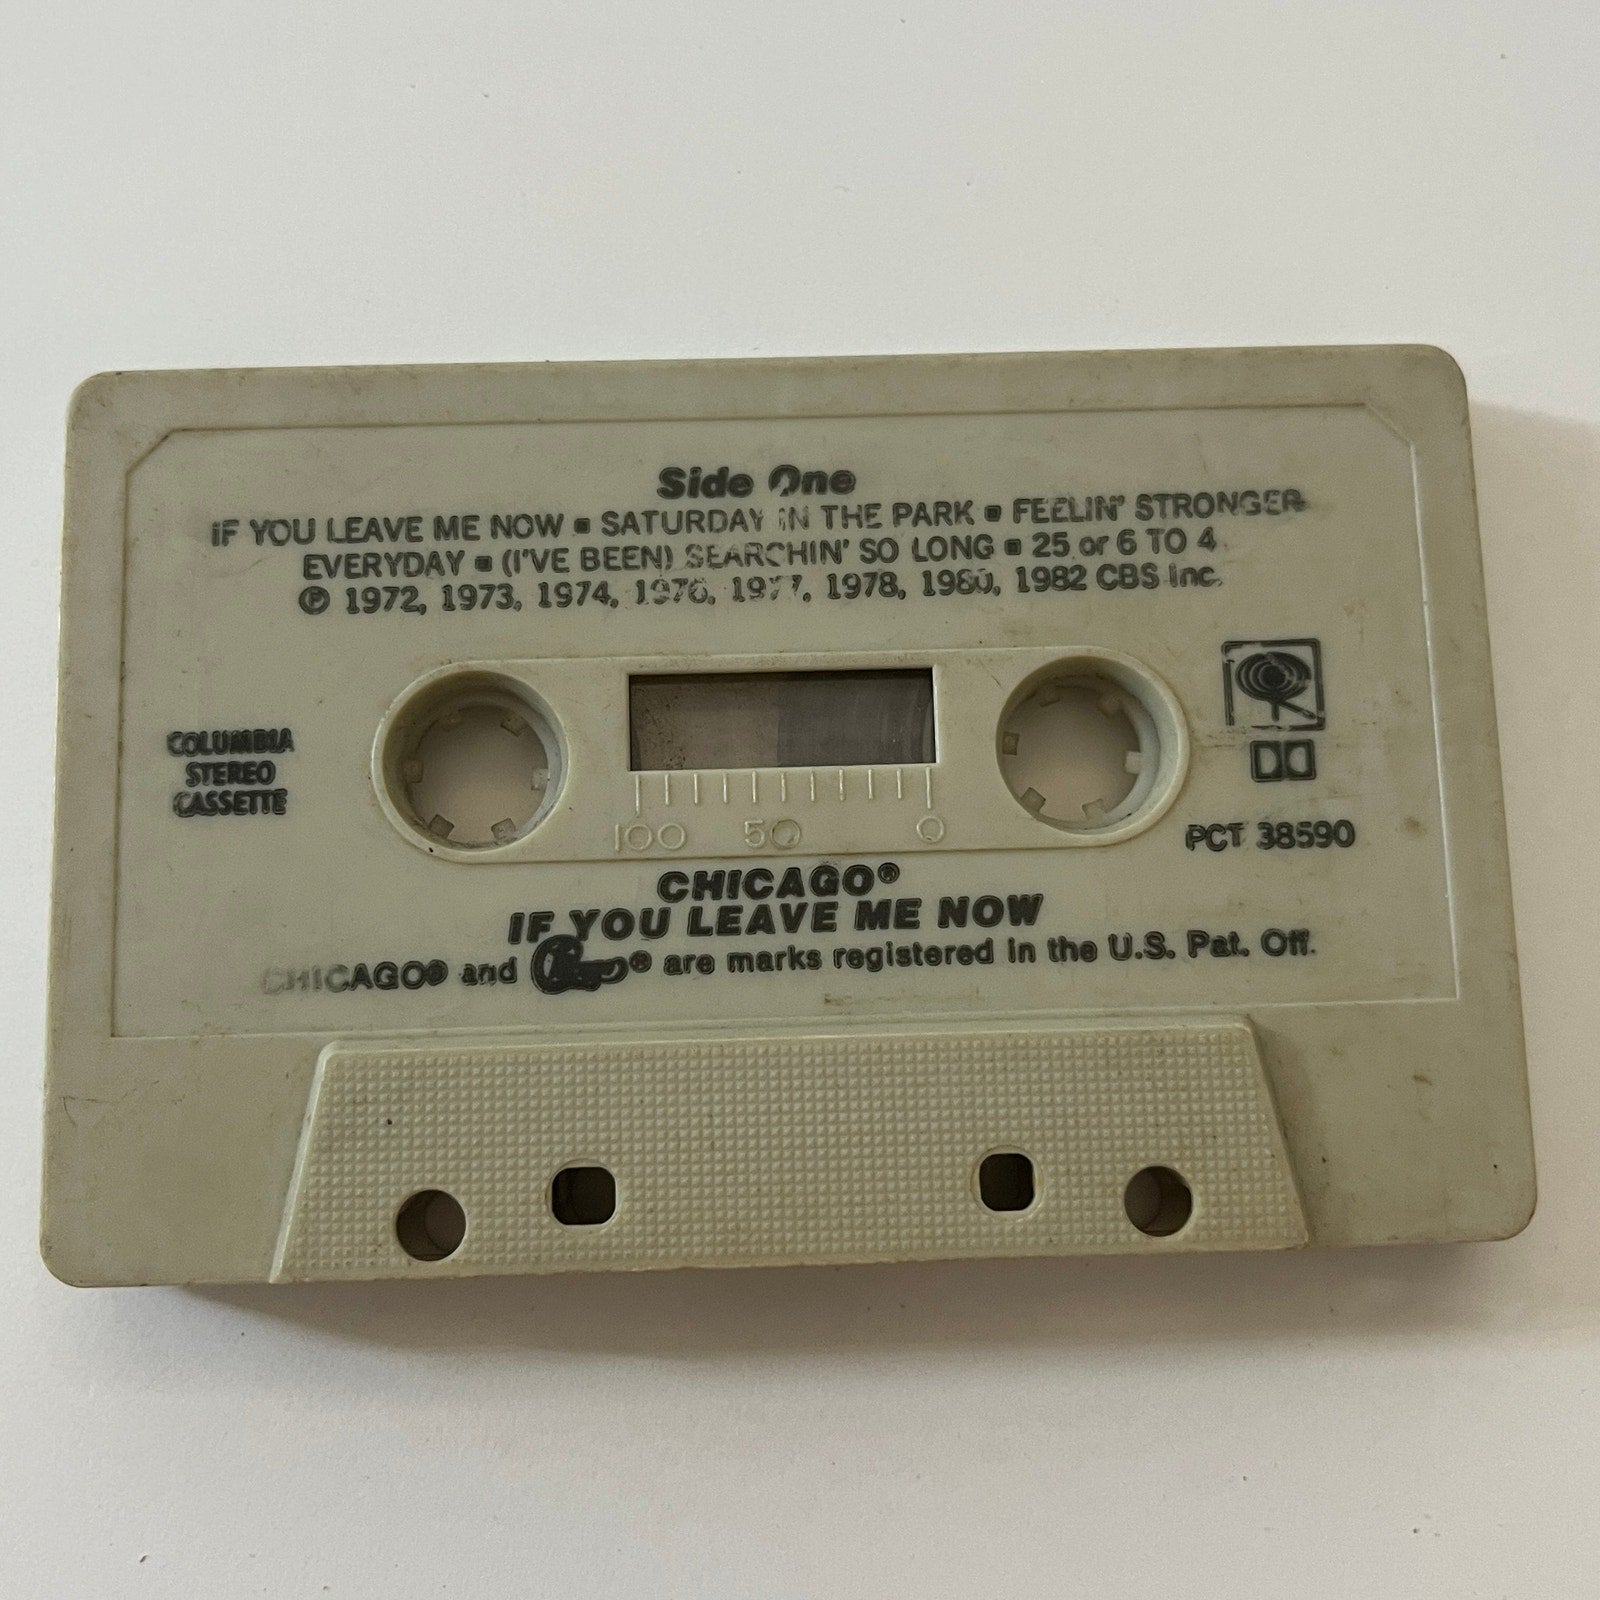 Side One
IF YOU LEAVE ME NOW ▪ SATURDAY IN THE PARK ▪ FEELIN' STRONGER
EVERYDAY ▪ (I'VE BEEN) SEARCHIN' SO LONG ▪ 25 or 6 TO 4
℗ 1972, 1973, 1974, 1976, 1977, 1978, 1980, 1982 CBS Inc.
COLUMBIA
STEREO
CASSETTE
100 50 0
PCT 38590
CHICAGO®
IF YOU LEAVE ME NOW
CHICAGO® and ® are marks registered in the U.S. Pat. Off.